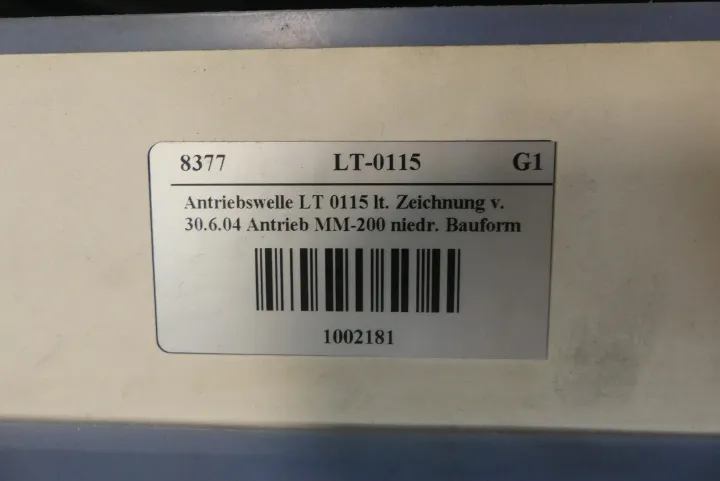 8377 LT-0115 G1
Antriebswelle LT 0115 lt. Zeichnung v.
30.6.04 Antrieb MM-200 niedr. Bauform
1002181